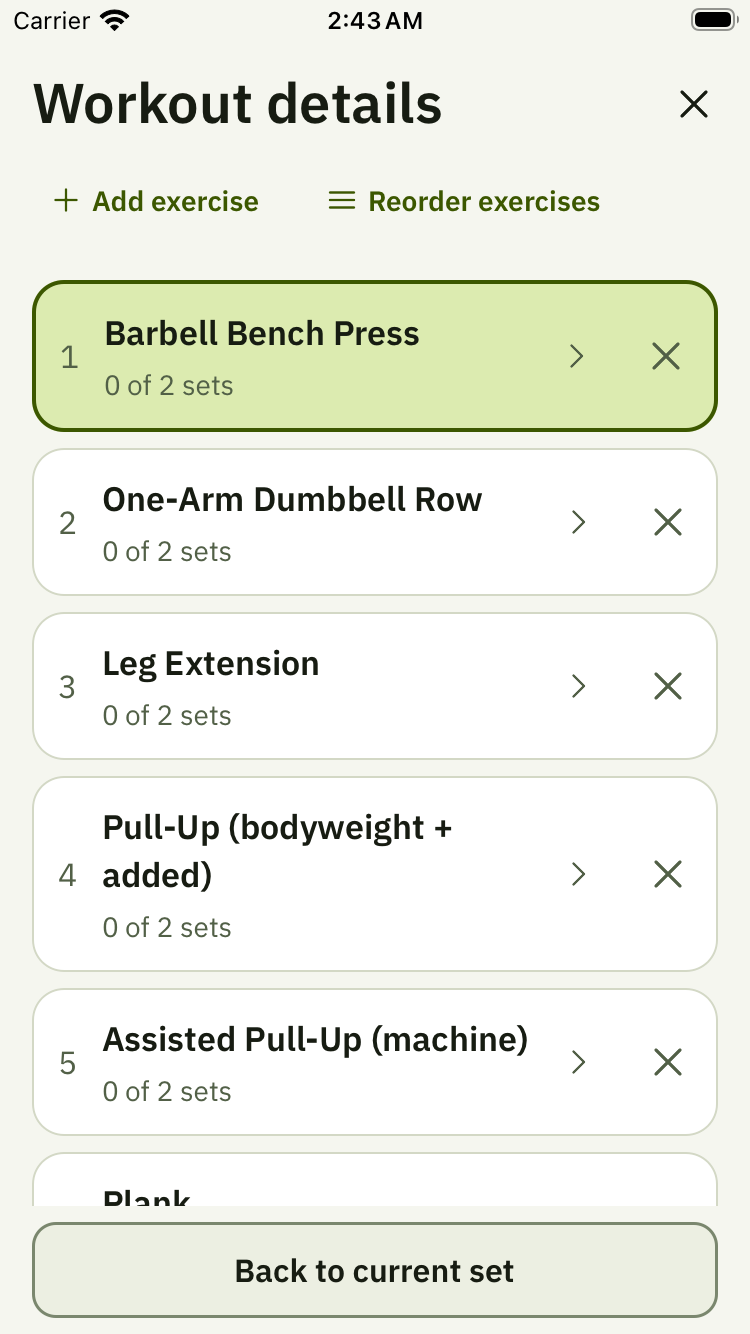 Carrier 2:43 AM
Workout details
Add exercise Reorder exercises
Barbell Bench Press
1
0 of 2 sets
One-Arm Dumbbell Row
2
0 of 2 sets
Leg Extension
3
0 of 2 sets
Pull-Up (bodyweight +
4 added)
0 of 2 sets
Assisted Pull-Up (machine)
5
0 of 2 sets
Plank
Back to current set